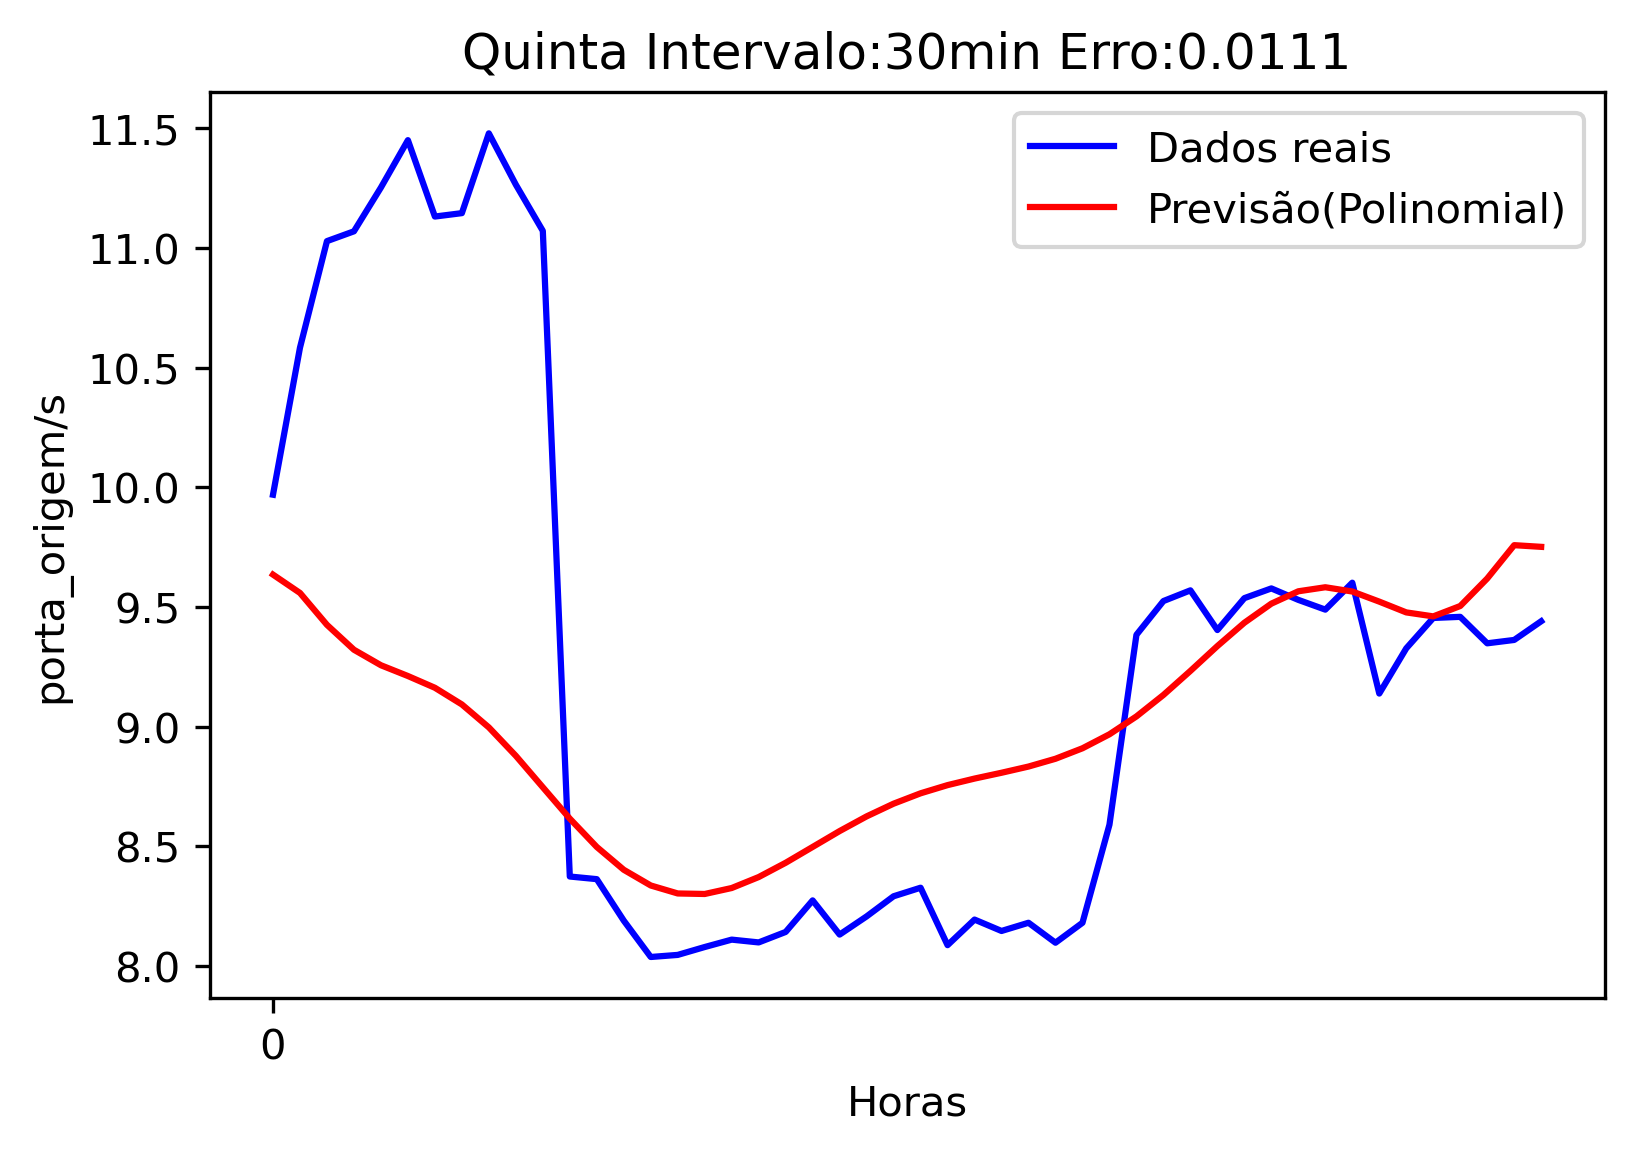 Quinta Intervalo:30min Erro:0.0111
Dados reais
Previsão(Polinomial)
porta_origem/s
11.5
11.0
10.5
10.0
9.5
9.0
8.5
8.0
0
Horas